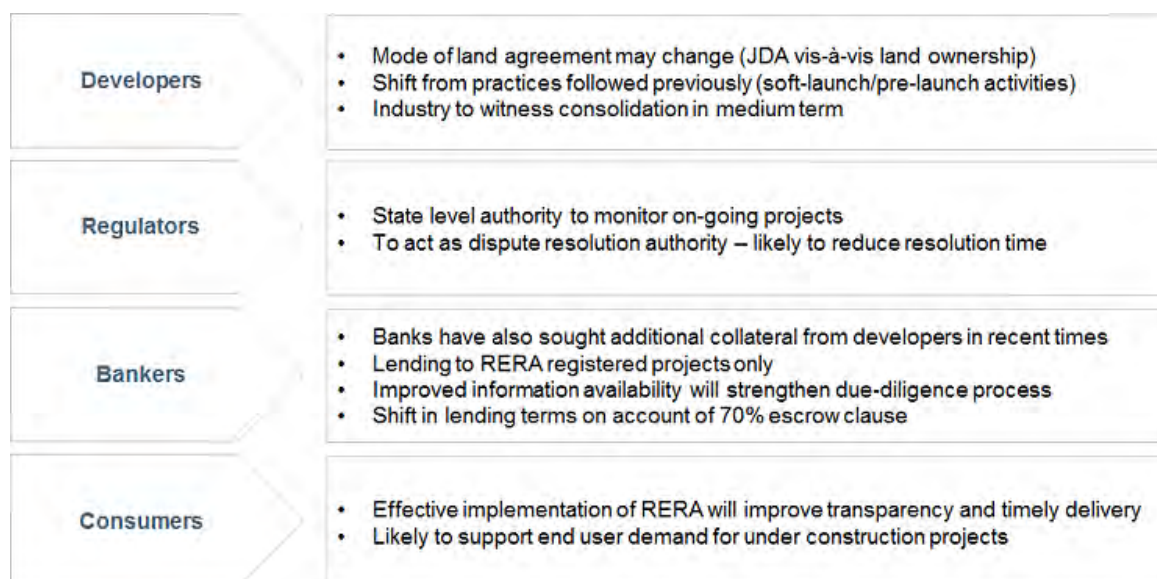 Developers
• Mode of land agreement may change (JDA vis-à-vis land ownership)
• Shift from practices followed previously (soft-launch/pre-launch activities)
• Industry to witness consolidation in medium term
Regulators
• State level authority to monitor on-going projects
• To act as dispute resolution authority – likely to reduce resolution time
Bankers
• Banks have also sought additional collateral from developers in recent times
• Lending to RERA registered projects only
• Improved information availability will strengthen due-diligence process
• Shift in lending terms on account of 70% escrow clause
Consumers
• Effective implementation of RERA will improve transparency and timely delivery
• Likely to support end user demand for under construction projects